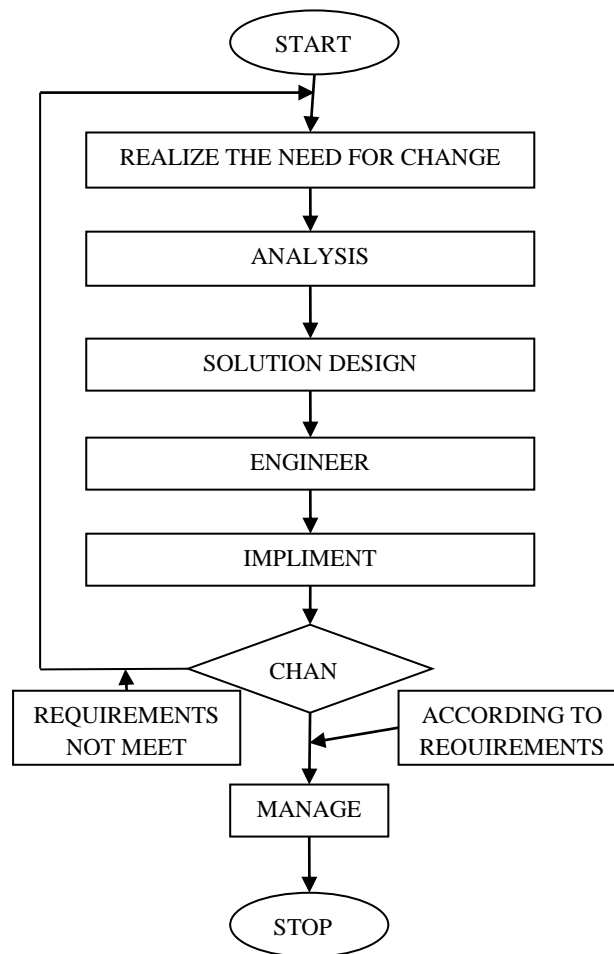 START
REALIZE THE NEED FOR CHANGE
ANALYSIS
SOLUTION DESIGN
ENGINEER
IMPLIMENT
CHAN
REQUIREMENTS
NOT MEET
ACCORDING TO
REOUIREMENTS
MANAGE
STOP